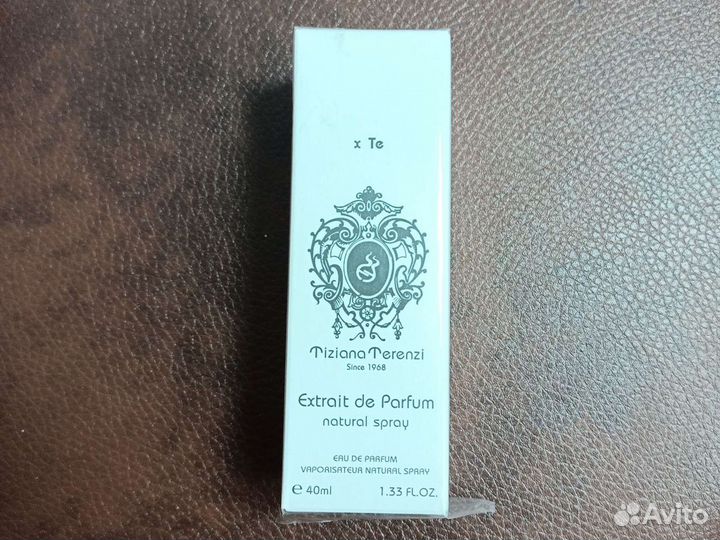 x Te
Tiziana Terenzi
Since 1968
Extrait de Parfum
natural spray
EAU DE PARFUM
VAPORISATEUR NATURAL SPRAY
e 40ml 1.33 FL.OZ.
Avito